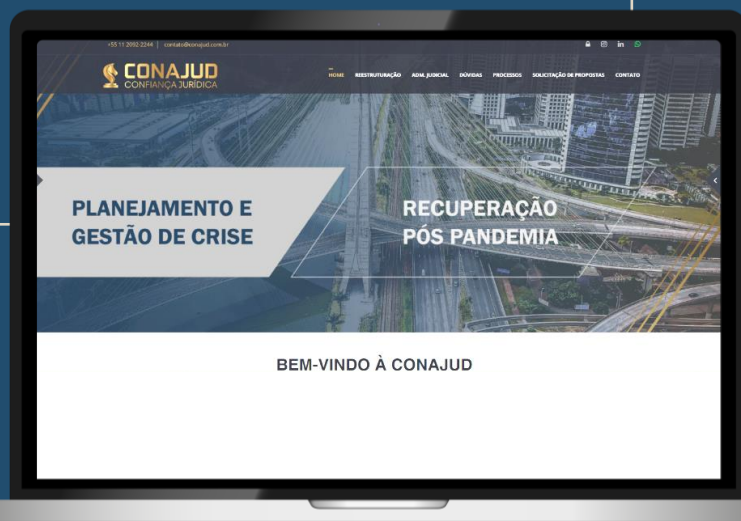 +55 11 2092 2244 | contato@conajud.com.br
CONAJUD
CONFIANÇA JURÍDICA
HOME REESTRUTURAÇÃO ADM. JUDICIAL DÚVIDAS PROCESSOS SOLICITAÇÃO DE PROPOSTAS CONTATO
PLANEJAMENTO E
GESTÃO DE CRISE
RECUPERAÇÃO
PÓS PANDEMIA
BEM-VINDO À CONAJUD